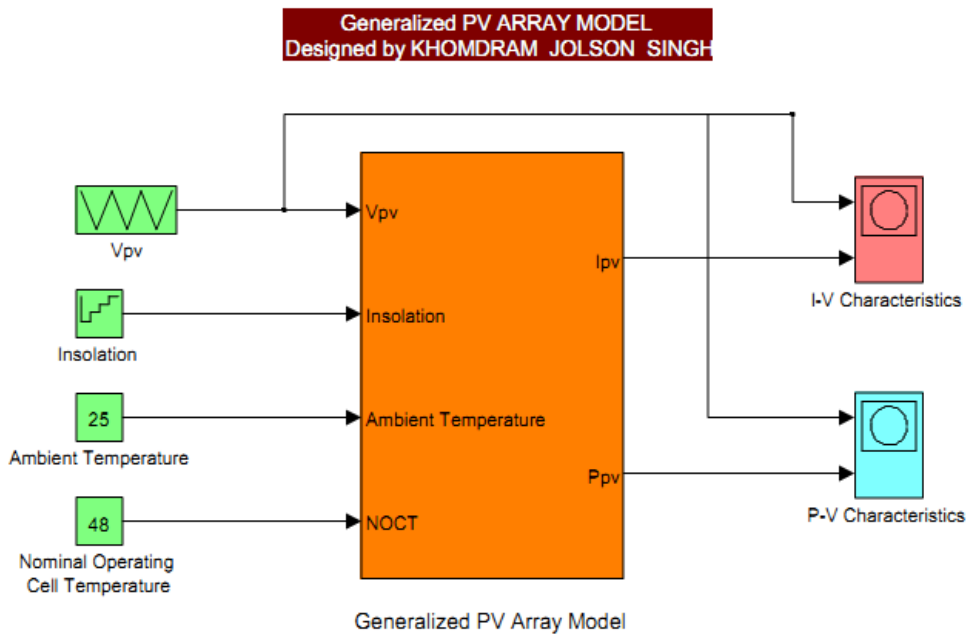 Generalized PV ARRAY MODEL
Designed by KHOMDRAM JOLSON SINGH
Vpv
Insolation
25
Ambient Temperature
48
Nominal Operating
Cell Temperature
Vpv
Insolation
Ambient Temperature
NOCT
Ipv
Ppv
Generalized PV Array Model
I-V Characteristics
P-V Characteristics